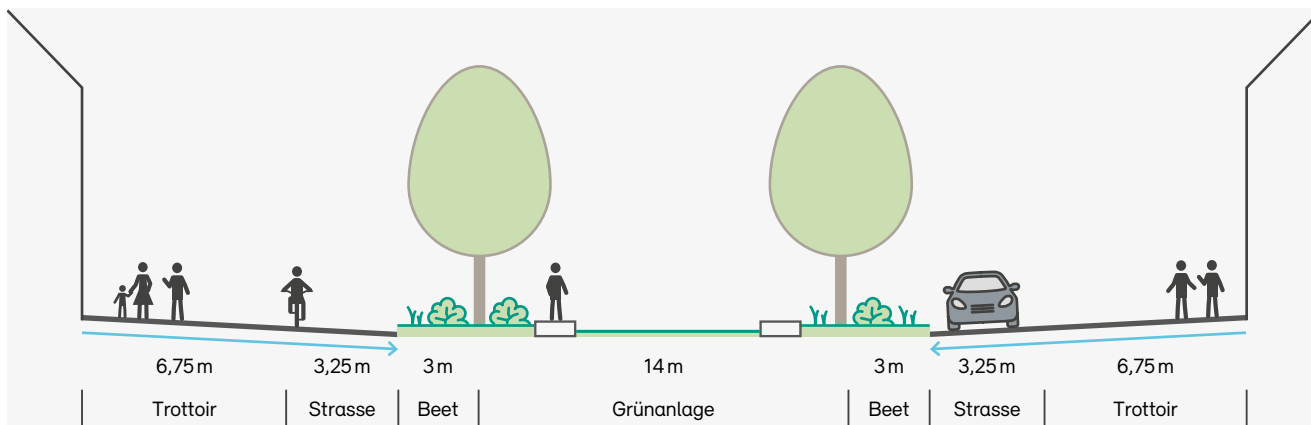 6,75 m 3,25 m 3 m 14 m 3 m 3,25 m 6,75 m
Trottoir Strasse Beet Grünanlage Beet Strasse Trottoir